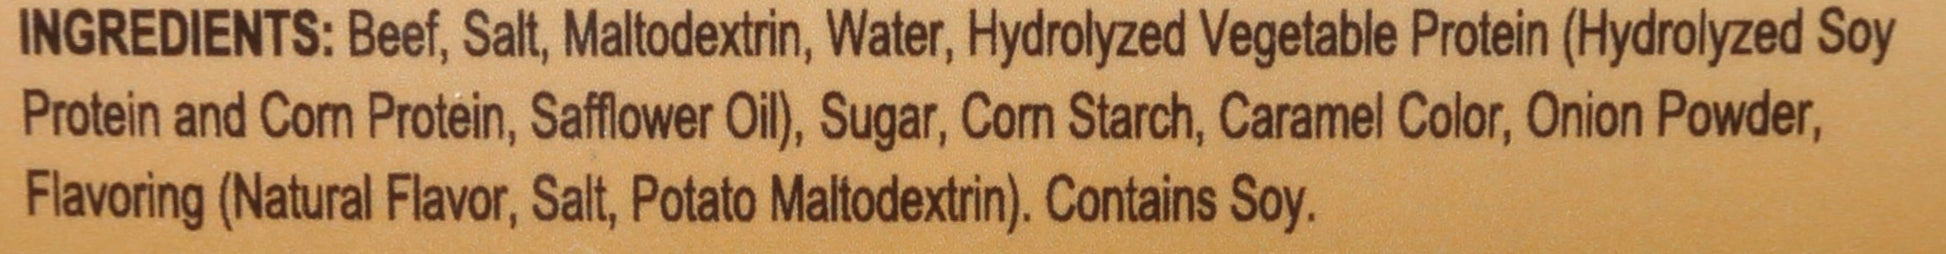 INGREDIENTS: Beef, Salt, Maltodextrin, Water, Hydrolyzed Vegetable Protein (Hydrolyzed Soy
Protein and Corn Protein, Safflower Oil), Sugar, Corn Starch, Caramel Color, Onion Powder,
Flavoring (Natural Flavor, Salt, Potato Maltodextrin). Contains Soy.